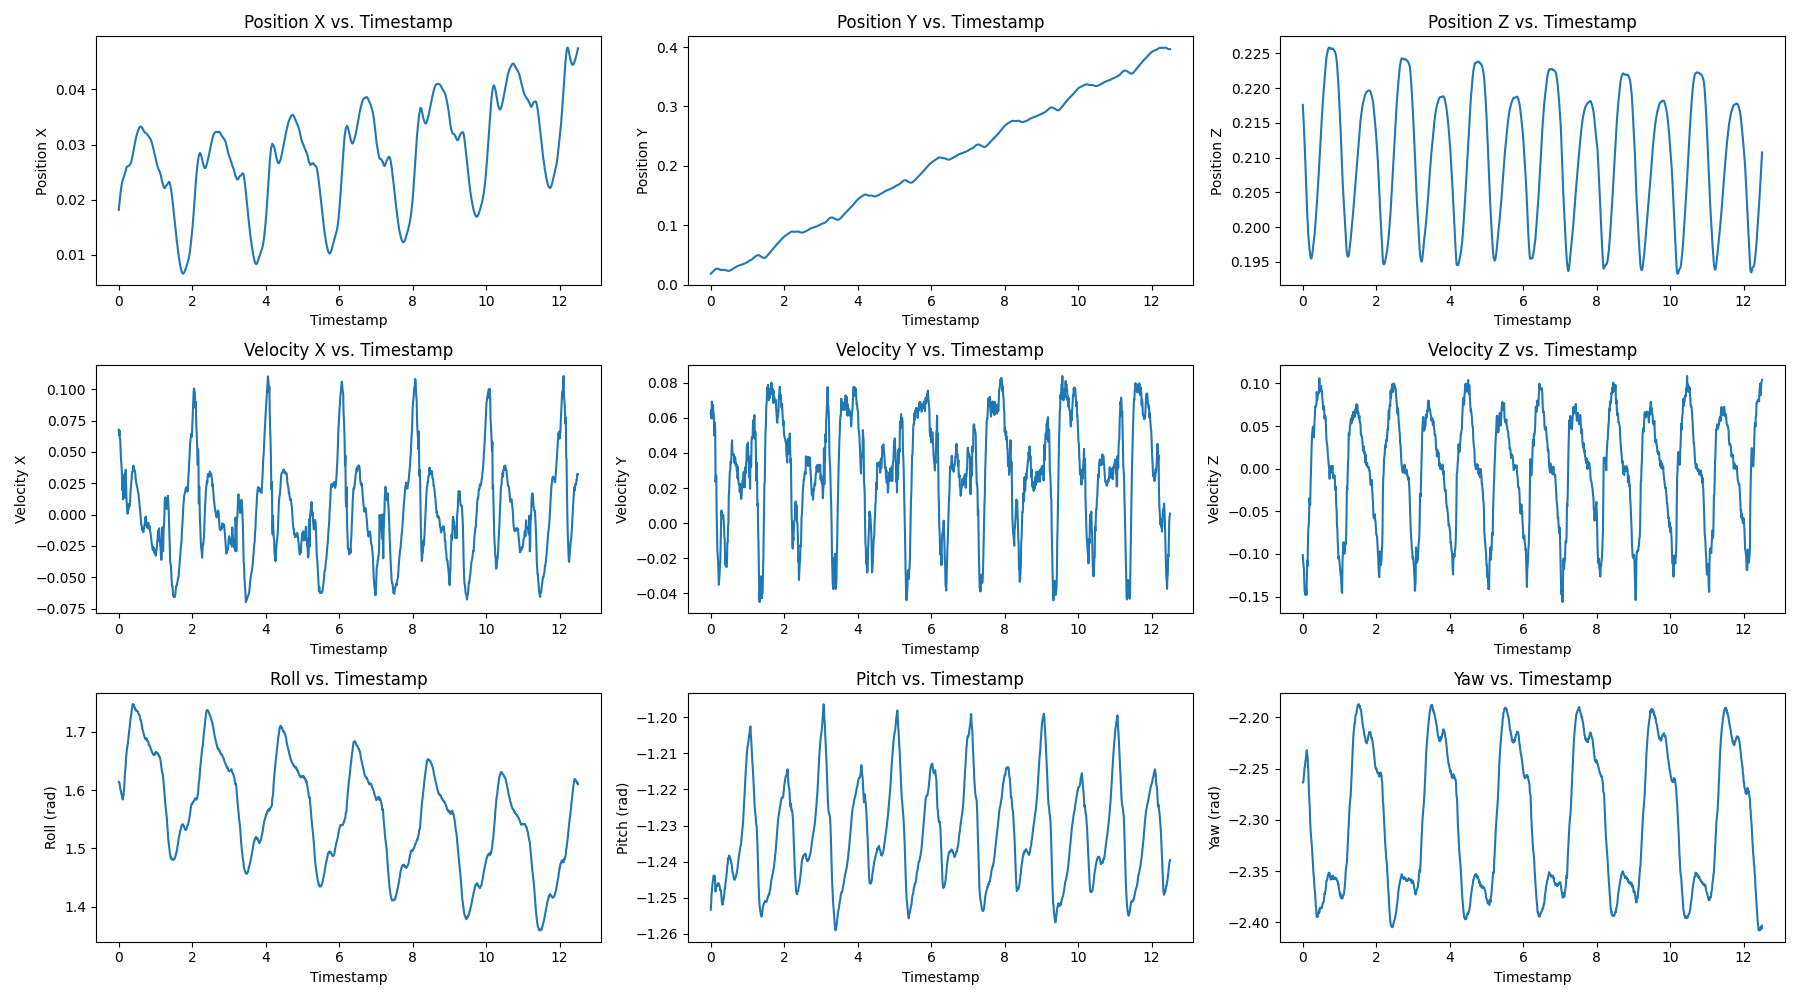 Position X vs. Timestamp
Position X
0.04
0.03
0.02
0.01
0 2 4 6 8 10 12
Timestamp
Position Y vs. Timestamp
Position Y
0.4
0.3
0.2
0.1
0.0
0 2 4 6 8 10 12
Timestamp
Position Z vs. Timestamp
Position Z
0.225
0.220
0.215
0.210
0.205
0.200
0.195
0 2 4 6 8 10 12
Timestamp
Velocity X vs. Timestamp
Velocity X
0.100
0.075
0.050
0.025
0.000
−0.025
−0.050
−0.075
0 2 4 6 8 10 12
Timestamp
Velocity Y vs. Timestamp
Velocity Y
0.08
0.06
0.04
0.02
0.00
−0.02
−0.04
0 2 4 6 8 10 12
Timestamp
Velocity Z vs. Timestamp
Velocity Z
0.10
0.05
0.00
−0.05
−0.10
−0.15
0 2 4 6 8 10 12
Timestamp
Roll vs. Timestamp
Roll (rad)
1.7
1.6
1.5
1.4
0 2 4 6 8 10 12
Timestamp
Pitch vs. Timestamp
Pitch (rad)
−1.20
−1.21
−1.22
−1.23
−1.24
−1.25
−1.26
0 2 4 6 8 10 12
Timestamp
Yaw vs. Timestamp
Yaw (rad)
−2.20
−2.25
−2.30
−2.35
−2.40
0 2 4 6 8 10 12
Timestamp